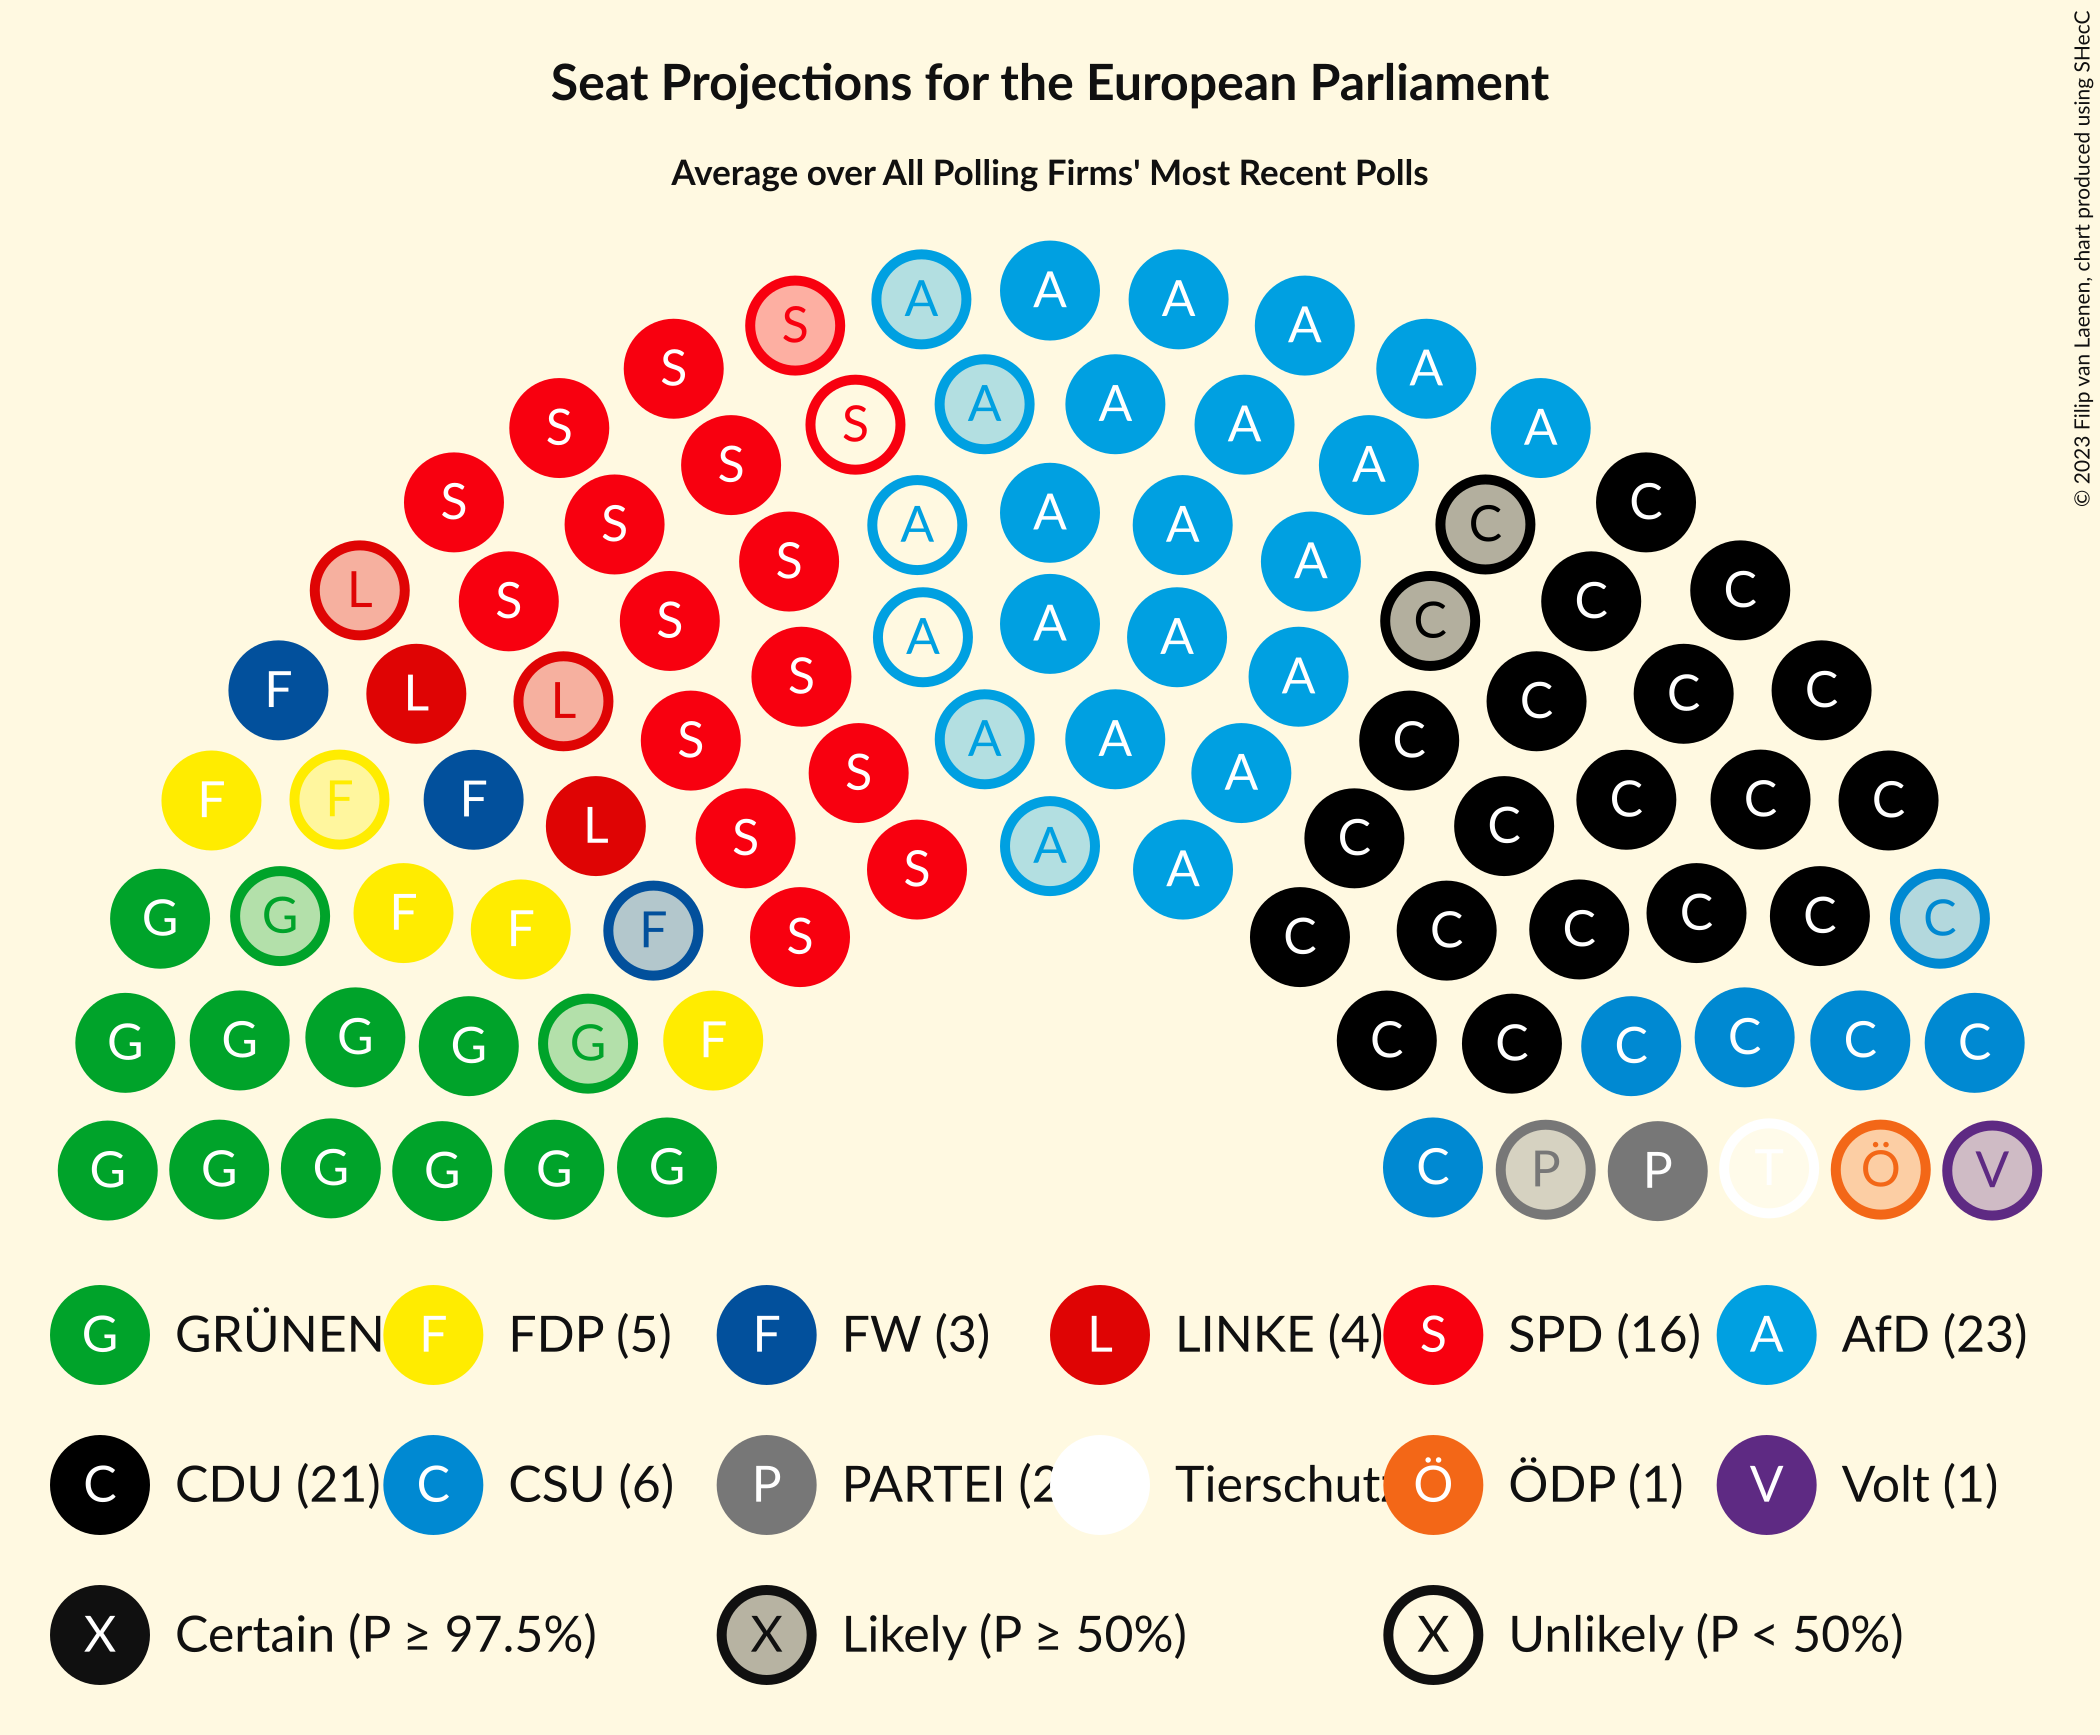 Seat Projections for the European Parliament
Average over All Polling Firms' Most Recent Polls
© 2023 Filip van Laenen, chart produced using SHecC
S A A A A
S A
S S A A A A
S A
S S A A A C C
S A
L S S A A A C C C
F L L S A C C C
S A A C
F F F S A C C C
L S A C C
S A
G G F F F S C C C C C C
G G G G G F C C C C C C
G G G G G G C P P T Ö V
G GRÜNEN F FDP (5) F FW (3) L LINKE (4) S SPD (16) A AfD (23)
C CDU (21) C CSU (6) P PARTEI (2 Tierschutz Ö ÖDP (1) V Volt (1)
X Certain (P ≥ 97.5%) X Likely (P ≥ 50%) X Unlikely (P < 50%)